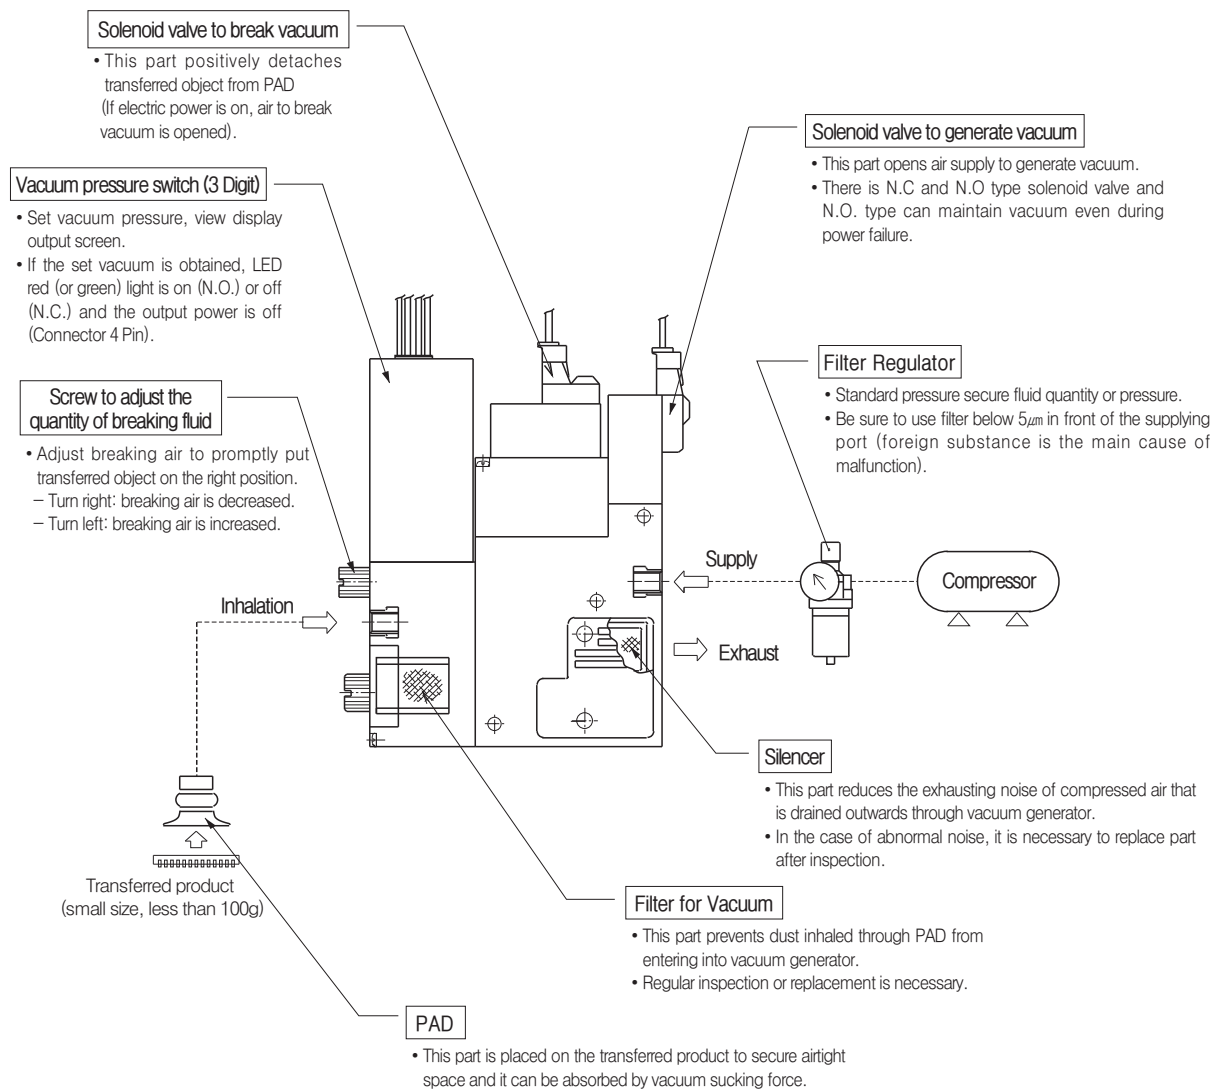 Solenoid valve to break vacuum
• This part positively detaches
transferred object from PAD
(If electric power is on, air to break
vacuum is opened).
Solenoid valve to generate vacuum
• This part opens air supply to generate vacuum.
• There is N.C and N.O type solenoid valve and
N.O. type can maintain vacuum even during
power failure.
Vacuum pressure switch (3 Digit)
• Set vacuum pressure, view display
output screen.
• If the set vacuum is obtained, LED
red (or green) light is on (N.O.) or off
(N.C.) and the output power is off
(Connector 4 Pin).
Filter Regulator
• Standard pressure secure fluid quantity or pressure.
• Be sure to use filter below 5㎛ in front of the supplying
port (foreign substance is the main cause of
malfunction).
Screw to adjust the
quantity of breaking fluid
• Adjust breaking air to promptly put
transferred object on the right position.
– Turn right: breaking air is decreased.
– Turn left: breaking air is increased.
Supply
Compressor
Inhalation
Exhaust
Silencer
• This part reduces the exhausting noise of compressed air that
is drained outwards through vacuum generator.
• In the case of abnormal noise, it is necessary to replace part
after inspection.
Transferred product
(small size, less than 100g)
Filter for Vacuum
• This part prevents dust inhaled through PAD from
entering into vacuum generator.
• Regular inspection or replacement is necessary.
PAD
• This part is placed on the transferred product to secure airtight
space and it can be absorbed by vacuum sucking force.